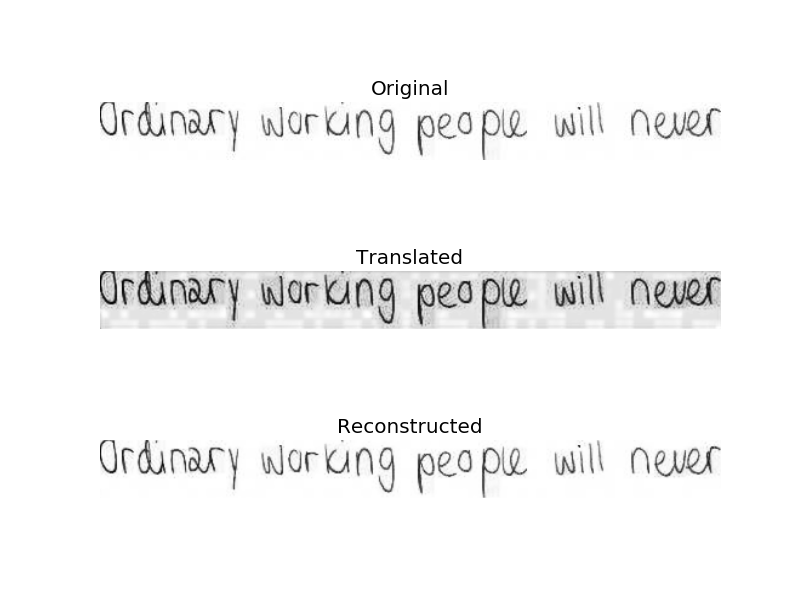 Original
Ordinary working people will never
Translated
Ordinary working people will never
Reconstructed
Ordinary working people will never